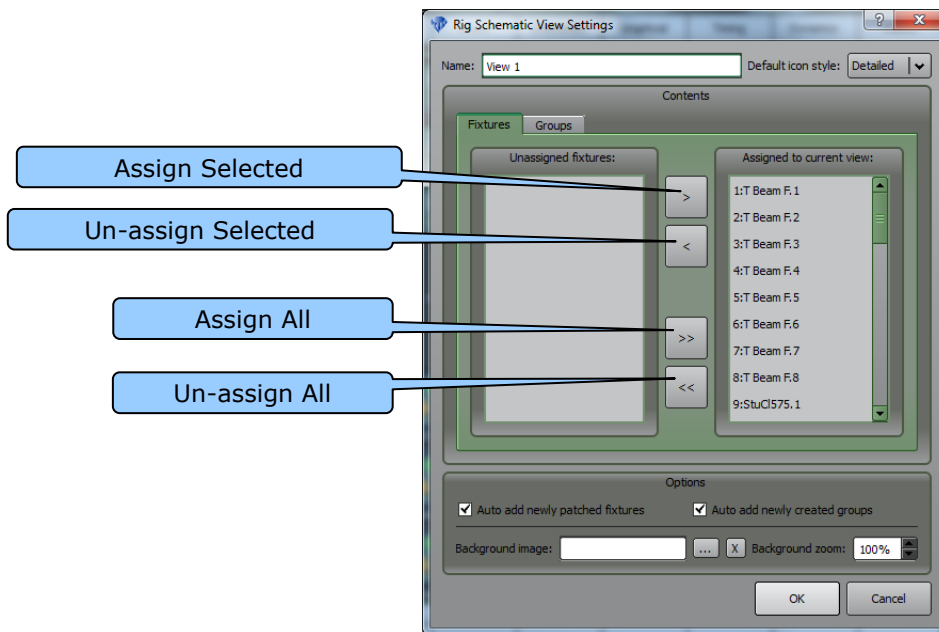 Rig Schematic View Settings
Name: View 1 Default icon style: Detailed
Contents
Fixtures Groups
Unassigned fixtures: Assigned to current view:
Assign Selected
Un-assign Selected
Assign All
Un-assign All
>
<
>>
<<
1:T Beam F.1
2:T Beam F.2
3:T Beam F.3
4:T Beam F.4
5:T Beam F.5
6:T Beam F.6
7:T Beam F.7
8:T Beam F.8
9:StuCl575.1
Options
Auto add newly patched fixtures Auto add newly created groups
Background image: ... X Background zoom: 100%
OK Cancel